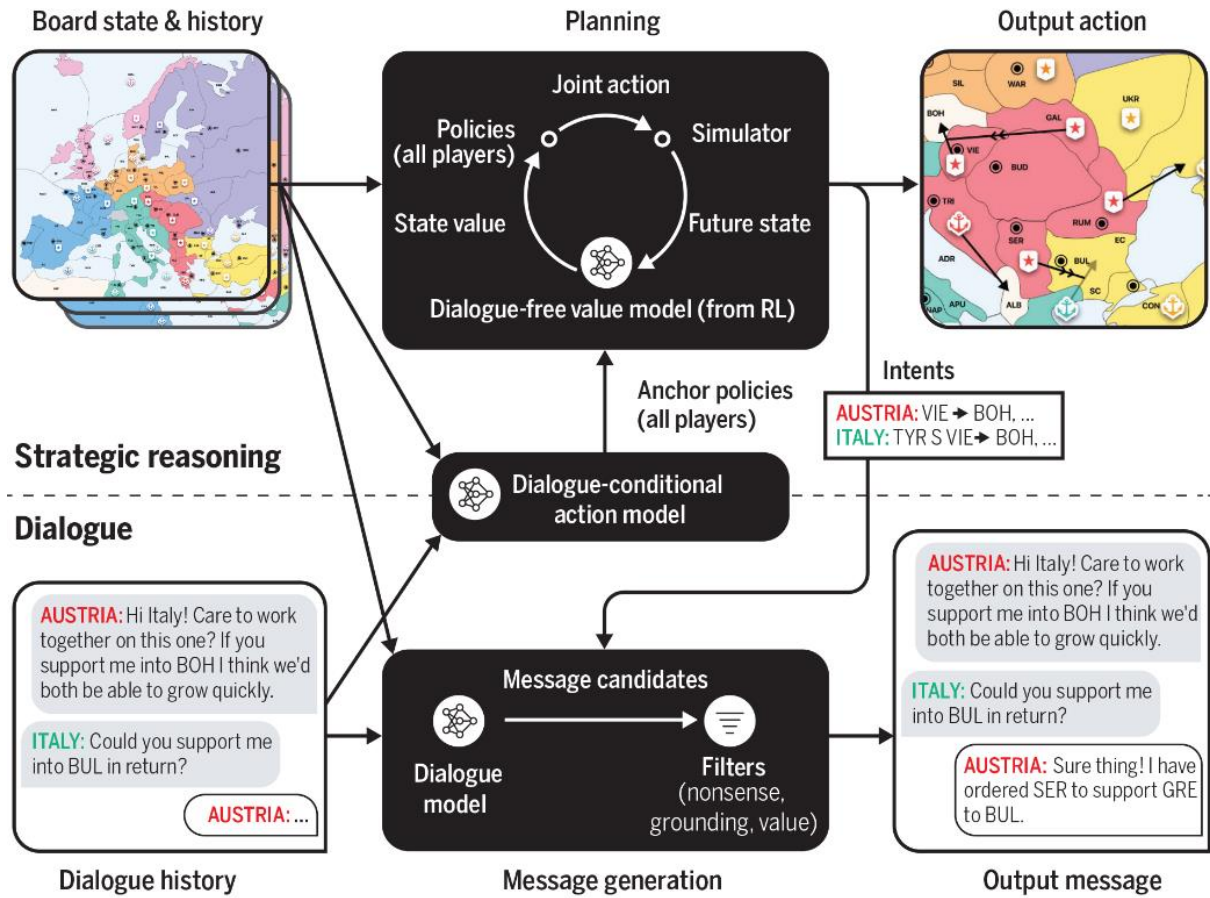 Board state & history
Planning
Output action
Joint action
Policies
(all players)
Simulator
State value
Future state
Dialogue-free value model (from RL)
SIL
WAR
UKR
BOH
GAL
VIE
BUD
TRI
RUM
SER
EC
ADR
BUL
SC
ALB
CON
NAP
APU
Anchor policies
(all players)
Intents
AUSTRIA: VIE → BOH, ...
ITALY: TYR S VIE→ BOH, ...
Strategic reasoning
Dialogue-conditional
action model
Dialogue
AUSTRIA: Hi Italy! Care to work
together on this one? If you
support me into BOH I think we'd
both be able to grow quickly.
ITALY: Could you support me
into BUL in return?
AUSTRIA: ...
Dialogue history
Message candidates
Dialogue
model
Filters
(nonsense,
grounding, value)
Message generation
AUSTRIA: Hi Italy! Care to work
together on this one? If you
support me into BOH I think we'd
both be able to grow quickly.
ITALY: Could you support me
into BUL in return?
AUSTRIA: Sure thing! I have
ordered SER to support GRE
to BUL.
Output message